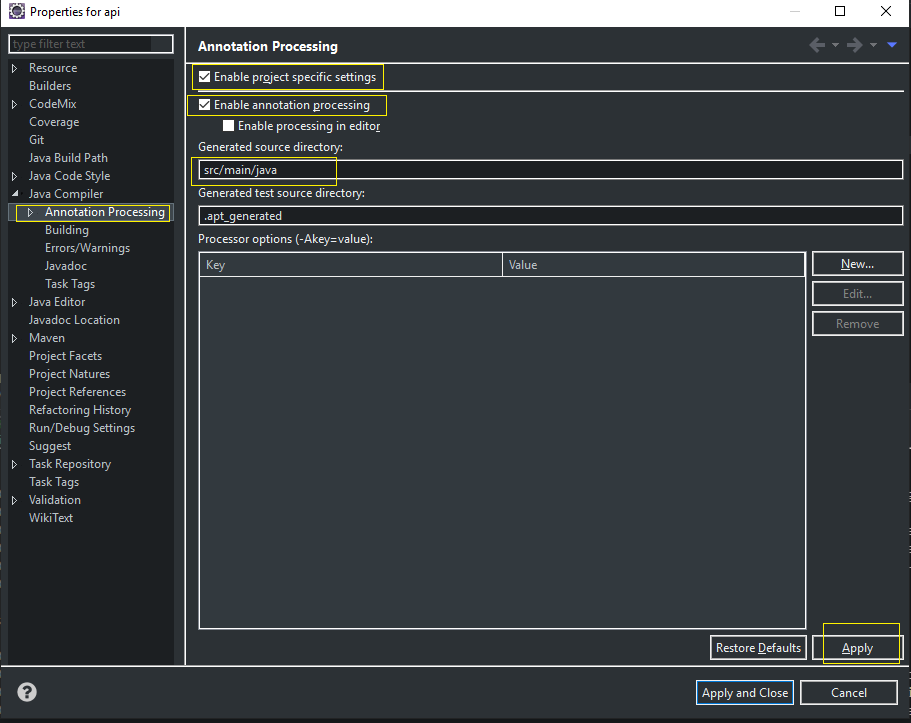 Properties for api
type filter text
Resource
Builders
CodeMix
Coverage
Git
Java Build Path
Java Code Style
Java Compiler
Annotation Processing
Building
Errors/Warnings
Javadoc
Task Tags
Java Editor
Javadoc Location
Maven
Project Facets
Project Natures
Project References
Refactoring History
Run/Debug Settings
Suggest
Task Repository
Task Tags
Validation
WikiText
Annotation Processing
Enable project specific settings
Enable annotation processing
Enable processing in editor
Generated source directory:
src/main/java
Generated test source directory:
.apt_generated
Processor options (-Akey=value):
Key Value
New...
Edit...
Remove
Restore Defaults Apply
? Apply and Close Cancel